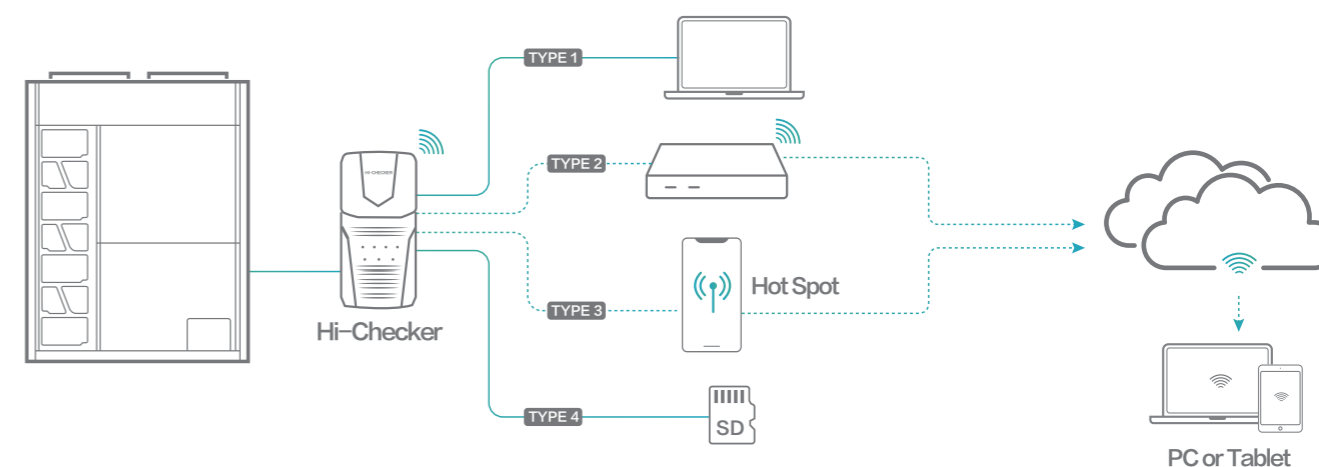 TYPE 1
TYPE 2
HI-CHECKER
Hot Spot
TYPE 3
Hi-Checker
TYPE 4
SD
PC or Tablet